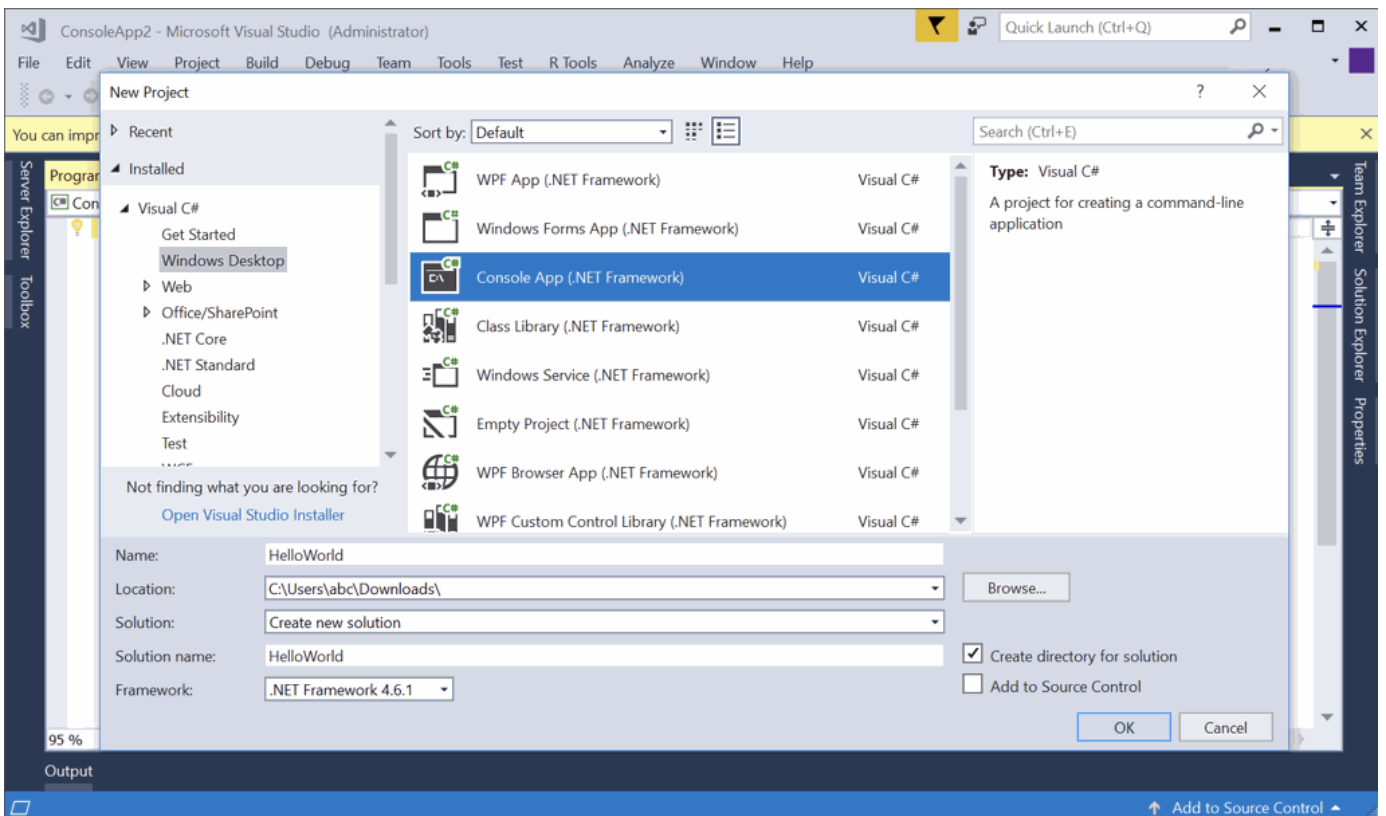 ConsoleApp2 - Microsoft Visual Studio (Administrator)
Quick Launch (Ctrl+Q)
File Edit View Project Build Debug Team Tools Test R Tools Analyze Window Help
New Project
You can impr
Recent
Sort by: Default
Search (Ctrl+E)
Installed
Visual C#
Get Started
Windows Desktop
Web
Office/SharePoint
.NET Core
.NET Standard
Cloud
Extensibility
Test
Not finding what you are looking for?
Open Visual Studio Installer
WPF App (.NET Framework) Visual C#
Windows Forms App (.NET Framework) Visual C#
Console App (.NET Framework) Visual C#
Class Library (.NET Framework) Visual C#
Windows Service (.NET Framework) Visual C#
Empty Project (.NET Framework) Visual C#
WPF Browser App (.NET Framework) Visual C#
WPF Custom Control Library (.NET Framework) Visual C#
Type: Visual C#
A project for creating a command-line
application
Name: HelloWorld
Location: C:\Users\abc\Downloads\
Browse...
Solution: Create new solution
Solution name: HelloWorld
Create directory for solution
Framework: .NET Framework 4.6.1
Add to Source Control
OK Cancel
Server Explorer
Toolbox
Progra
C# Con
Team Explorer
Solution Explorer
Properties
95 %
Output
Add to Source Control